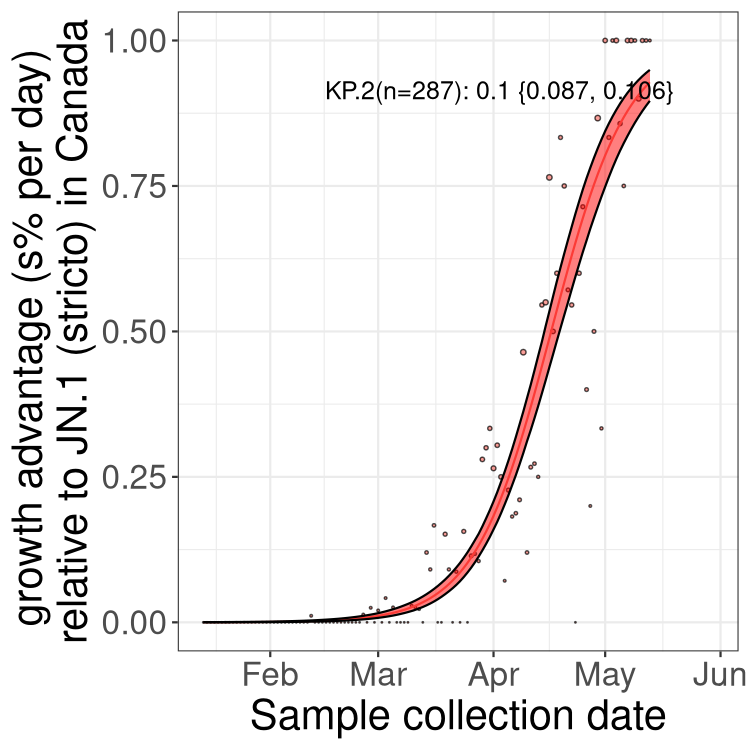 growth advantage (s% per day)
relative to JN.1 (stricto) in Canada
1.00
0.75
0.50
0.25
0.00
KP.2(n=287): 0.1 {0.087, 0.106}
Feb Mar Apr May Jun
Sample collection date